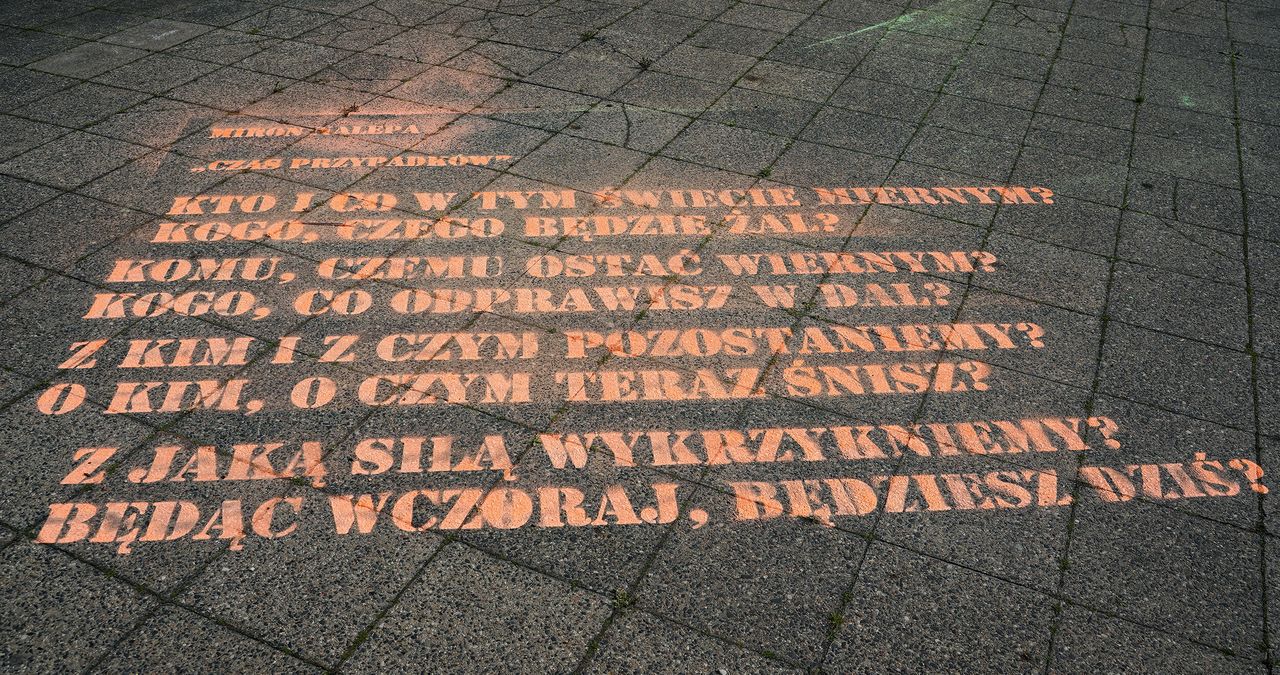 MIRON KALEPA
„CZAS PRZYPADKÓW”
KTO I CO W TYM ŚWIECIE MIERNYM?
KOGO, CZEGO BĘDZIE ŻAL?
KOMU, CZEMU OSTAĆ WIERNYM?
KOGO, CO ODPRAWISZ W DAL?
Z KIM I Z CZYM POZOSTANIEMY?
O KIM, O CZYM TERAZ ŚNISZ?
Z JAKĄ SIŁĄ WYKRZYKNIEMY?
BĘDĄC WCZORAJ, BĘDZIESZ DZIŚ?